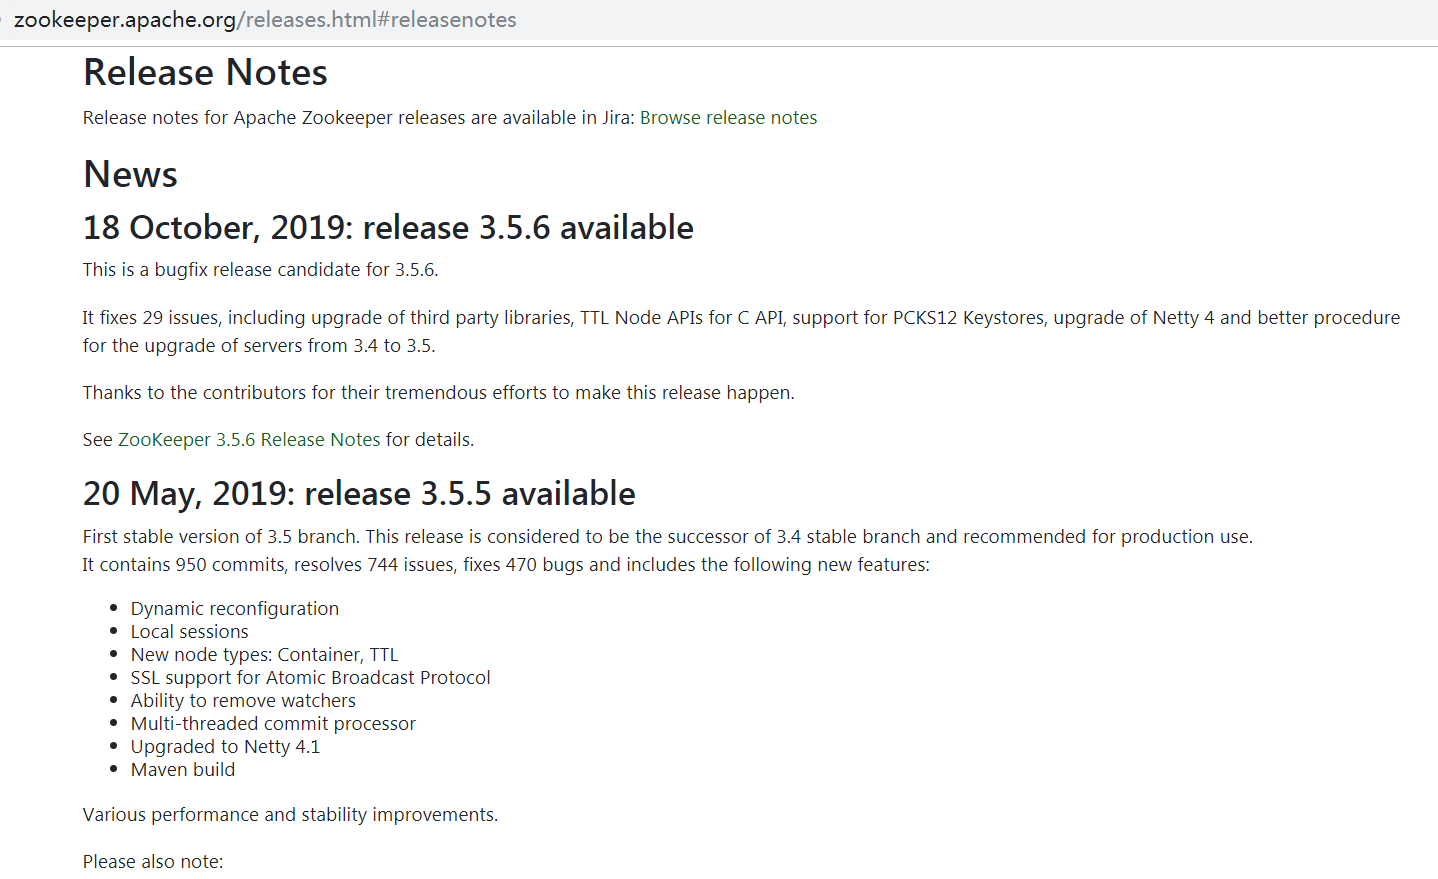 zookeeper.apache.org/releases.html#releasenotes
Release Notes
Release notes for Apache Zookeeper releases are available in Jira: Browse release notes
News
18 October, 2019: release 3.5.6 available
This is a bugfix release candidate for 3.5.6.
It fixes 29 issues, including upgrade of third party libraries, TTL Node APIs for C API, support for PCKS12 Keystores, upgrade of Netty 4 and better procedure
for the upgrade of servers from 3.4 to 3.5.
Thanks to the contributors for their tremendous efforts to make this release happen.
See ZooKeeper 3.5.6 Release Notes for details.
20 May, 2019: release 3.5.5 available
First stable version of 3.5 branch. This release is considered to be the successor of 3.4 stable branch and recommended for production use.
It contains 950 commits, resolves 744 issues, fixes 470 bugs and includes the following new features:
• Dynamic reconfiguration
• Local sessions
• New node types: Container, TTL
• SSL support for Atomic Broadcast Protocol
• Ability to remove watchers
• Multi-threaded commit processor
• Upgraded to Netty 4.1
• Maven build
Various performance and stability improvements.
Please also note: